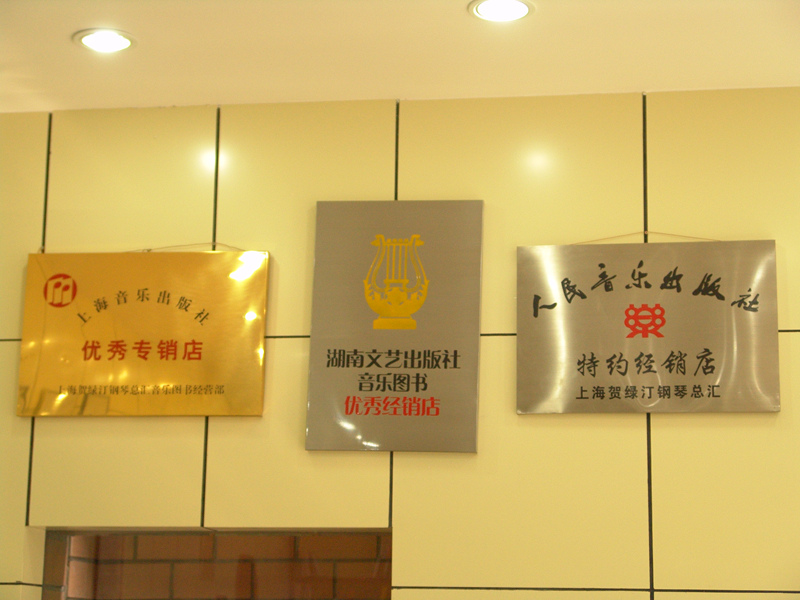 上海音乐出版社
优秀专销店
上海贺绿汀钢琴总汇音乐图书经营部
湖南文艺出版社
音乐图书
优秀经销店
人民音乐出版社
特约经销店
上海贺绿汀钢琴总汇